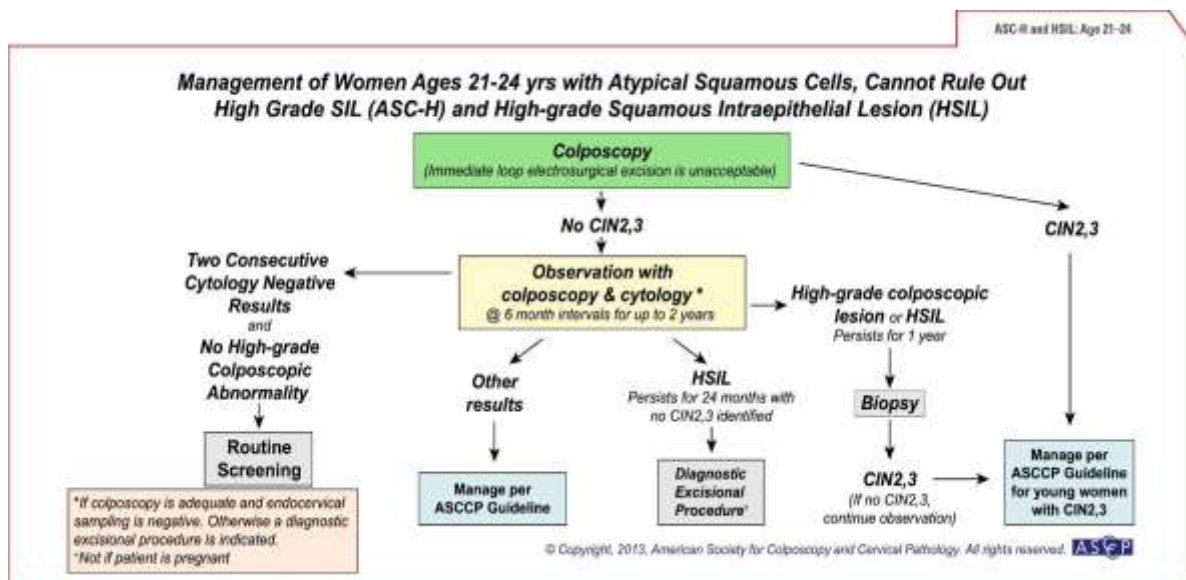 ASC-H and HSIL: Age 21–24
Management of Women Ages 21-24 yrs with Atypical Squamous Cells, Cannot Rule Out
High Grade SIL (ASC-H) and High-grade Squamous Intraepithelial Lesion (HSIL)
Colposcopy
(Immediate loop electrosurgical excision is unacceptable)
No CIN2,3
CIN2,3
Two Consecutive
Cytology Negative
Results
and
No High-grade
Colposcopic
Abnormality
Observation with
colposcopy & cytology *
@ 6 month intervals for up to 2 years
High-grade colposcopic
lesion or HSIL
Persists for 1 year
Other
results
HSIL
Persists for 24 months with
no CIN2,3 identified
Biopsy
Routine
Screening
Manage per
ASCCP Guideline
Diagnostic
Excisional
Procedure⁺
CIN2,3
(If no CIN2,3,
continue observation)
Manage per
ASCCP Guideline
for young women
with CIN2,3
*If colposcopy is adequate and endocervical
sampling is negative. Otherwise a diagnostic
excisional procedure is indicated.
⁺Not if patient is pregnant
© Copyright, 2013, American Society for Colposcopy and Cervical Pathology. All rights reserved.
ASCCP